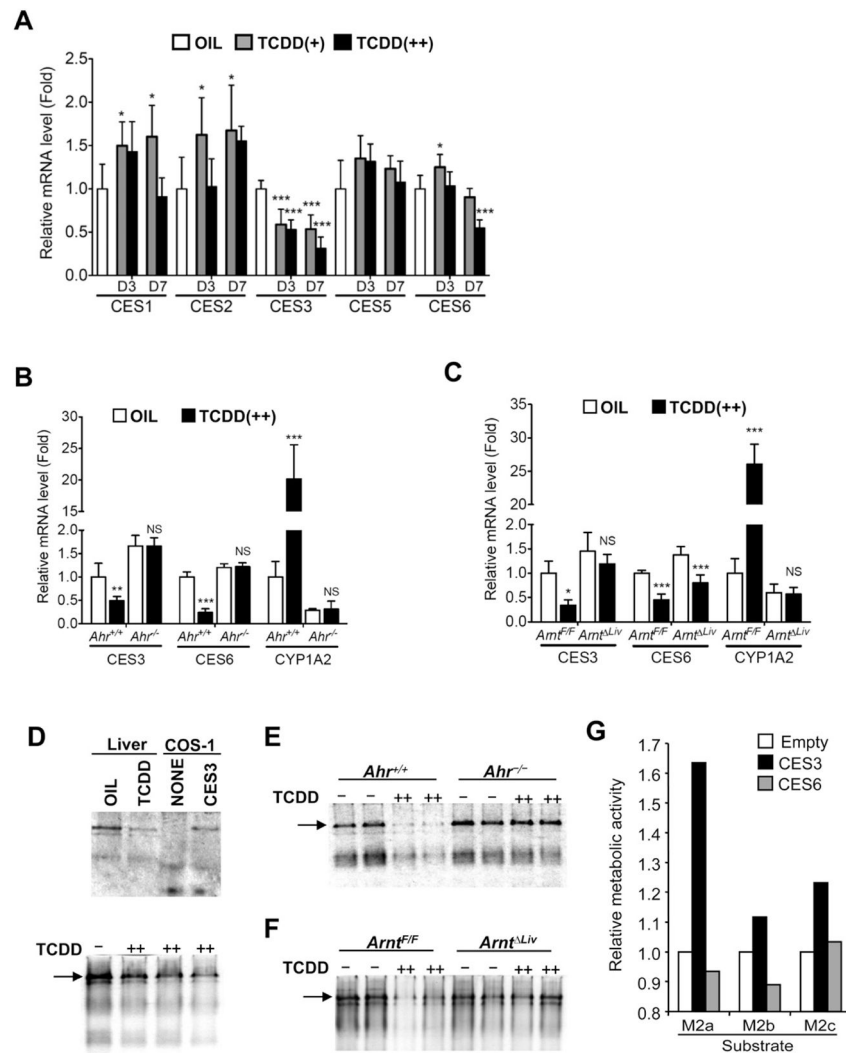 A
OIL TCDD(+) TCDD(++)
Relative mRNA level (Fold)
2.5
2.0
1.5
1.0
0.5
0.0
* * * * *** *** *** *** * ***
D3 D7 D3 D7 D3 D7 D3 D7 D3 D7
CES1 CES2 CES3 CES5 CES6
B
OIL TCDD(++)
Relative mRNA level (Fold)
30
25
20
15
2.0
1.5
1.0
0.5
0.0
** NS *** NS *** NS
Ahr+/+ Ahr-/- Ahr+/+ Ahr-/- Ahr+/+ Ahr-/-
CES3 CES6 CYP1A2
C
OIL TCDD(++)
Relative mRNA level (Fold)
35
30
25
20
15
2.0
1.5
1.0
0.5
0.0
* NS *** *** *** NS
ArntF/F ArntΔLiv ArntF/F ArntΔLiv ArntF/F ArntΔLiv
CES3 CES6 CYP1A2
D
Liver COS-1
OIL TCDD NONE CES3
TCDD – ++ ++ ++
E
Ahr+/+ Ahr−/−
TCDD – – ++ ++ – – ++ ++
F
ArntF/F ArntΔLiv
TCDD – – ++ ++ – – ++ ++
G
Empty
CES3
CES6
Relative metabolic activity
1.7
1.6
1.5
1.4
1.3
1.2
1.1
1.0
0.9
0.8
M2a M2b M2c
Substrate